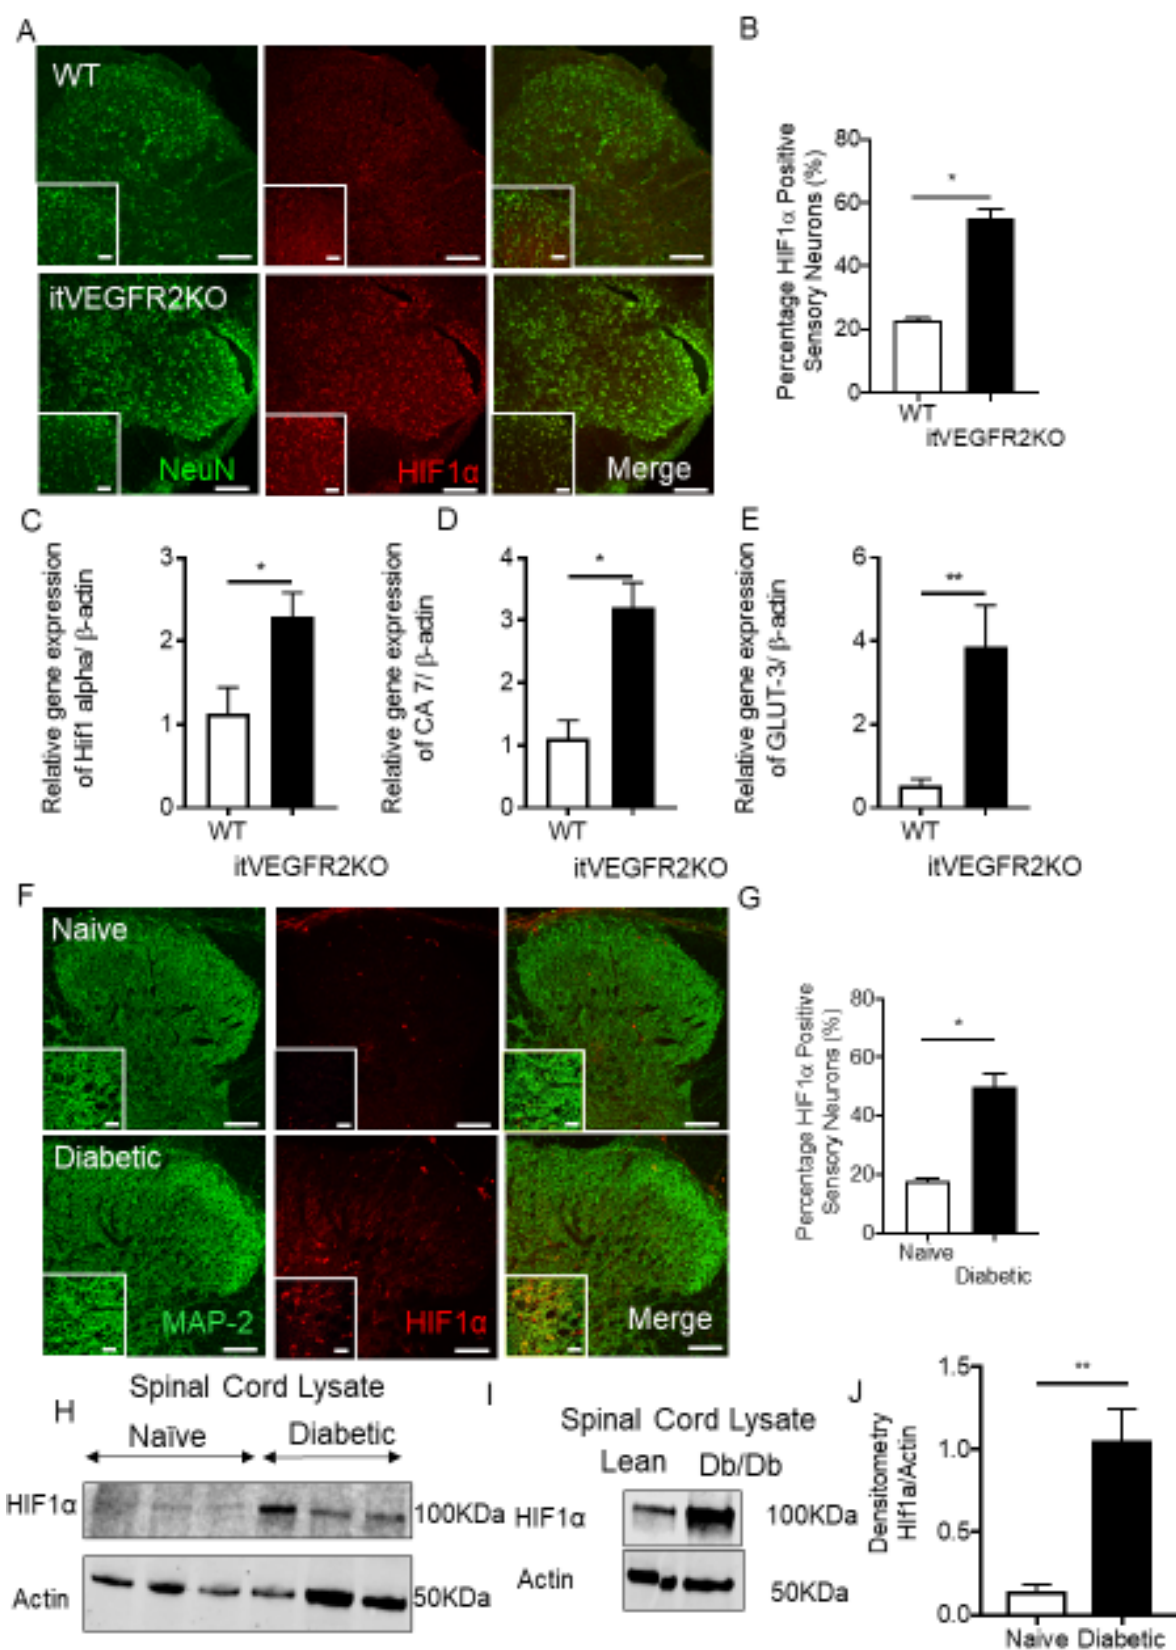 A
WT
itVEGFR2KO
NeuN
HIF1α
Merge
B
Percentage HIF1α Positive
Sensory Neurons (%)
80
60
40
20
0
*
WT
itVEGFR2KO
C
Relative gene expression
of Hif1 alpha/ β-actin
3
2
1
0
*
WT
itVEGFR2KO
D
Relative gene expression
of CA 7/ β-actin
4
3
2
1
0
*
WT
itVEGFR2KO
E
Relative gene expression
of GLUT-3/ β-actin
6
4
2
0
**
WT
itVEGFR2KO
F
Naive
Diabetic
MAP-2
HIF1α
Merge
G
Percentage HIF1α Positive
Sensory Neurons (%)
80
60
40
20
0
*
Naive
Diabetic
H
Spinal Cord Lysate
Naïve Diabetic
HIF1α 100KDa
Actin 50KDa
I
Spinal Cord Lysate
Lean Db/Db
HIF1α 100KDa
Actin 50KDa
J
Densitometry
HIf1a/Actin
1.5
1.0
0.5
0.0
**
Naive Diabetic